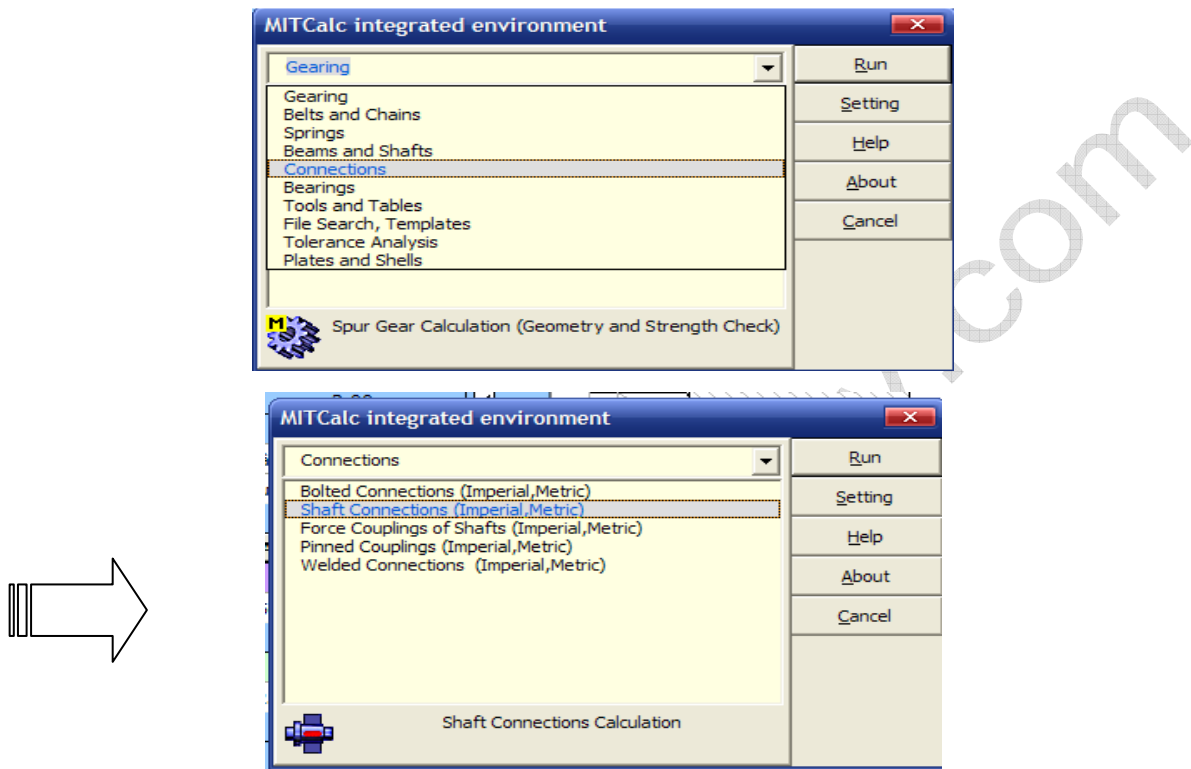 MITCalc integrated environment
Gearing
Run
Gearing
Belts and Chains
Springs
Beams and Shafts
Connections
Bearings
Tools and Tables
File Search, Templates
Tolerance Analysis
Plates and Shells
Setting
Help
About
Cancel
M
Spur Gear Calculation (Geometry and Strength Check)
MITCalc integrated environment
Connections
Run
Bolted Connections (Imperial,Metric)
Shaft Connections (Imperial,Metric)
Force Couplings of Shafts (Imperial,Metric)
Pinned Couplings (Imperial,Metric)
Welded Connections (Imperial,Metric)
Setting
Help
About
Cancel
Shaft Connections Calculation
.com